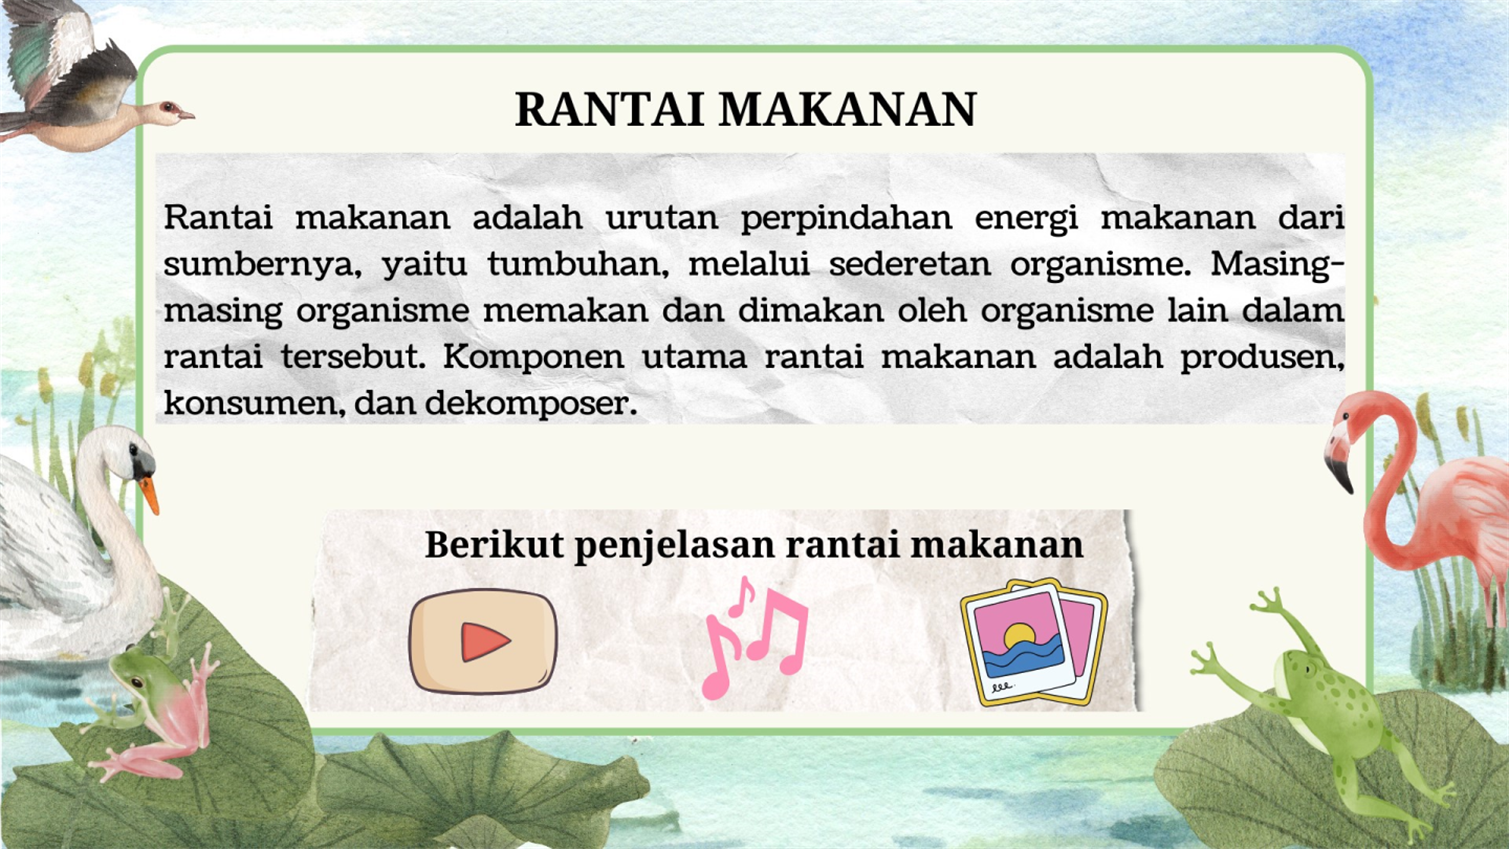 RANTAI MAKANAN
Rantai makanan adalah urutan perpindahan energi makanan dari
sumbernya, yaitu tumbuhan, melalui sederetan organisme. Masing-
masing organisme memakan dan dimakan oleh organisme lain dalam
rantai tersebut. Komponen utama rantai makanan adalah produsen,
konsumen, dan dekomposer.
Berikut penjelasan rantai makanan